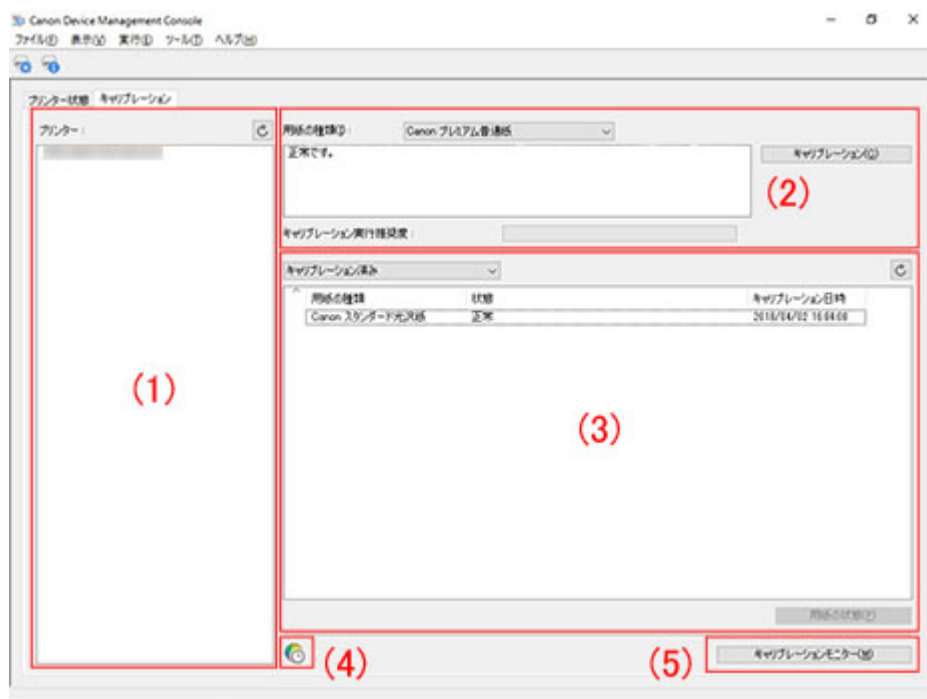 Canon Device Management Console
ファイル(F) 表示(V) 実行(D) ツール(T) ヘルプ(H)
プリンター状態 キャリブレーション
プリンター:
用紙の種類(I): Canon プレミアム普通紙
正常です。
キャリブレーション(C)
(2)
キャリブレーション実行推奨度:
キャリブレーション済み
用紙の種類 状態 キャリブレーション日時
Canon スタンダード光沢紙 正常 2018/04/02 16:04:08
(1)
(3)
用紙の状態(P)
(4)
(5)
キャリブレーションモニター(M)